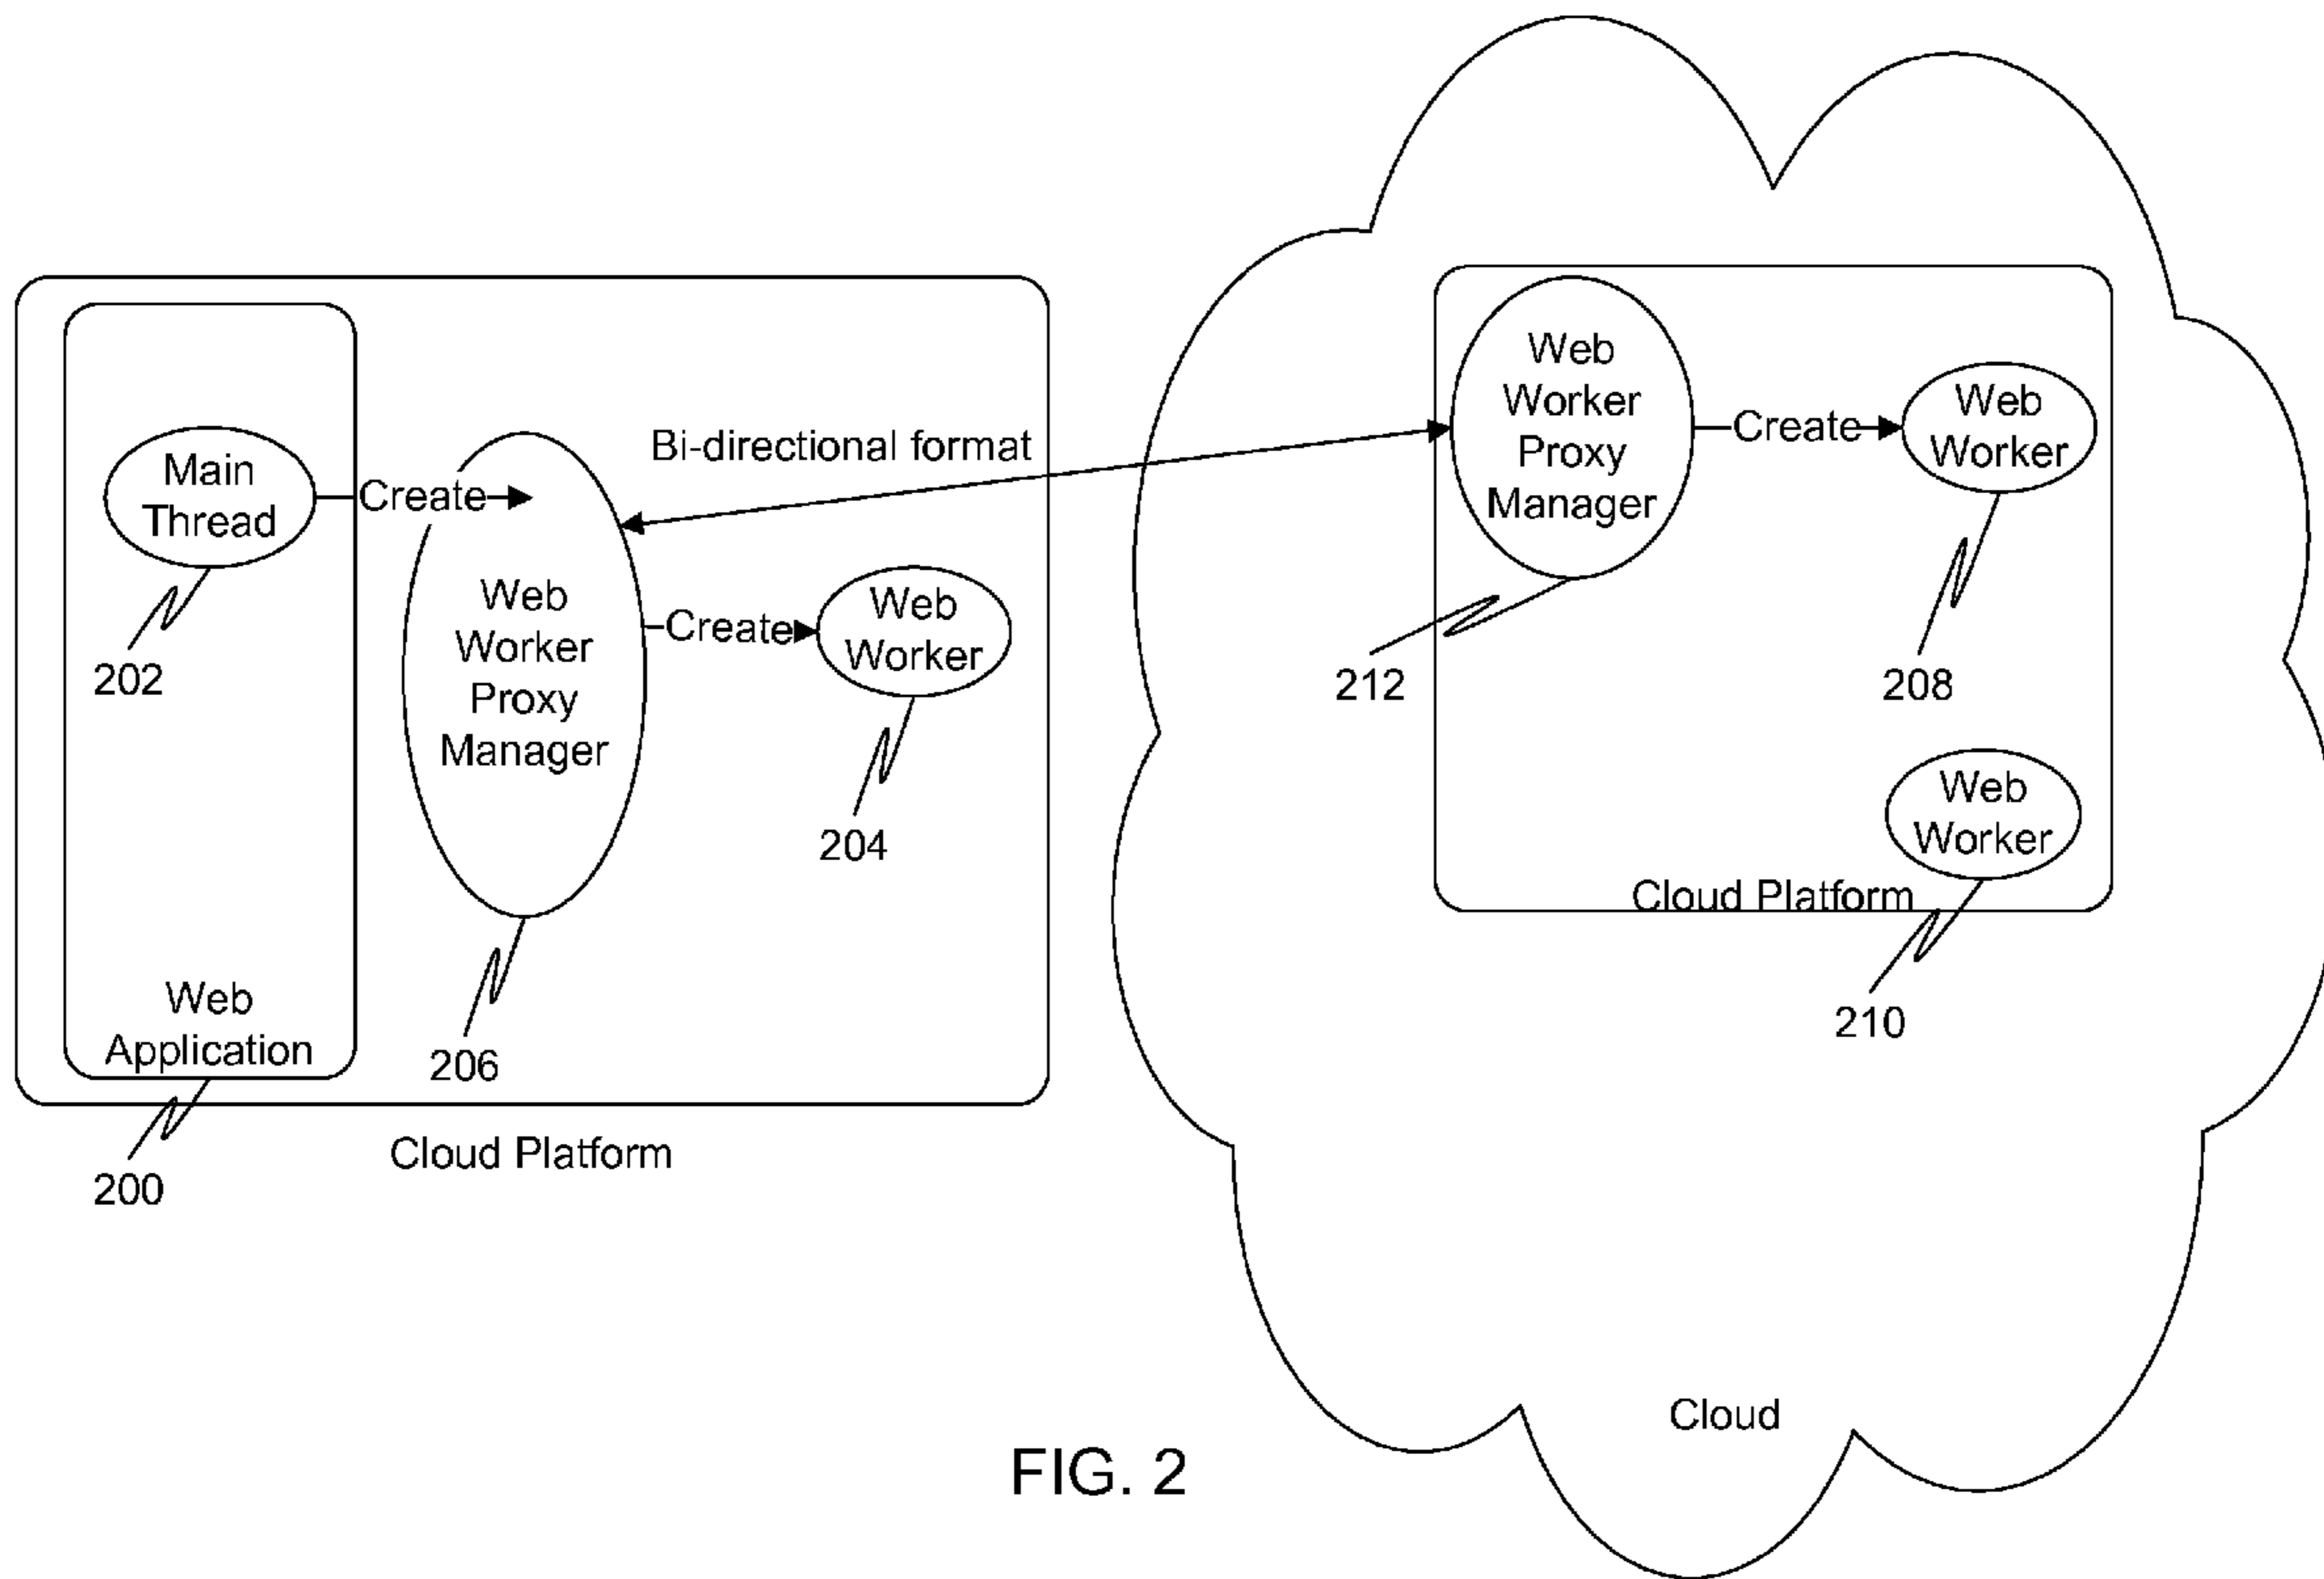 Main
Thread
202
Web
Application
200
Create
Web
Worker
Proxy
Manager
206
Create
Web
Worker
204
Cloud Platform
Bi-directional format
Web
Worker
Proxy
Manager
212
Create
Web
Worker
208
Web
Worker
210
Cloud Platform
Cloud
FIG. 2